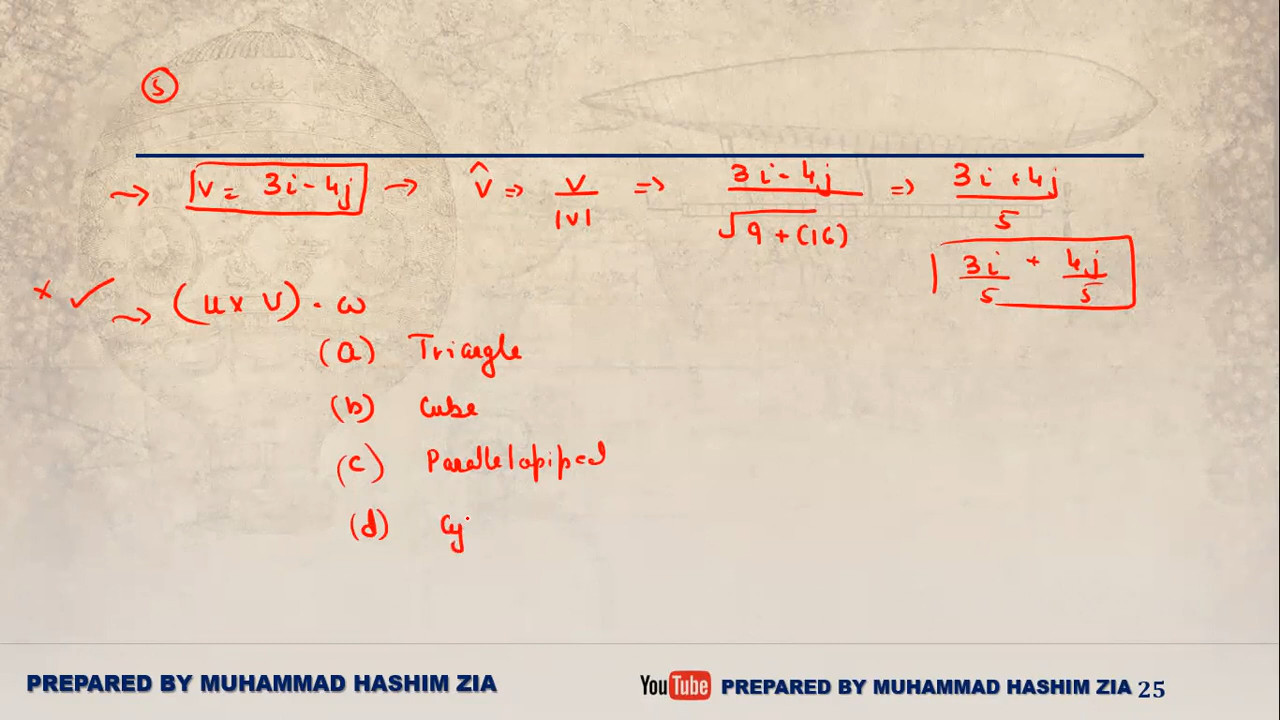 5
→ v = 3i - 4j → v̂ ⇒ v/|v| ⇒ 3i - 4j/√9 + (16) ⇒ 3i + 4j/5
3i/5 + 4j/5
× ✓ → (u × v) · ω
(a) Triangle
(b) Cube
(c) Parallelopiped
(d) Cy
PREPARED BY MUHAMMAD HASHIM ZIA
YouTube PREPARED BY MUHAMMAD HASHIM ZIA 25